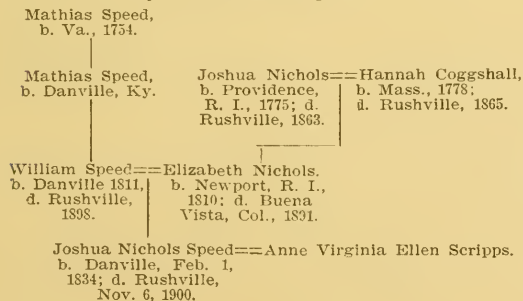 Mathias Speed,
b. Va., 1754.
Mathias Speed,
b. Danville, Ky.
Joshua Nichols==Hannah Coggshall,
b. Providence,
R. I., 1775; d.
Rushville, 1863.
b. Mass., 1778;
d. Rushville, 1865.
William Speed==Elizabeth Nichols.
b. Danville 1811,
d. Rushville,
1898.
b. Newport, R. I.,
1810; d. Buena
Vista, Col., 1891.
Joshua Nichols Speed==Anne Virginia Ellen Scripps.
b. Danville, Feb. 1,
1834; d. Rushville,
Nov. 6, 1900.